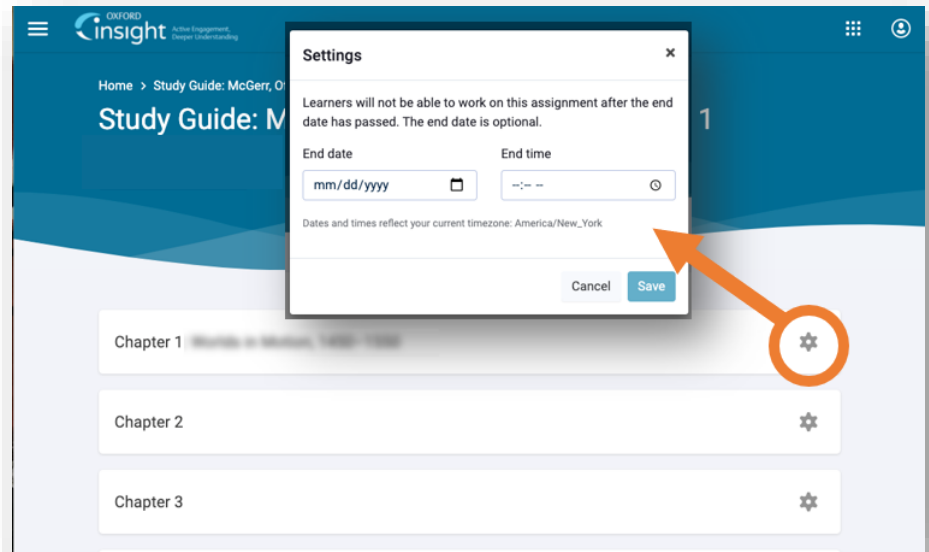 OXFORD
insight Active Engagement,
Deeper Understanding
Home > Study Guide: McGerr, O
Study Guide: M 1
Settings ×
Learners will not be able to work on this assignment after the end
date has passed. The end date is optional.
End date End time
mm/dd/yyyy --:-- --
Dates and times reflect your current timezone: America/New_York
Cancel Save
Chapter 1
Chapter 2
Chapter 3